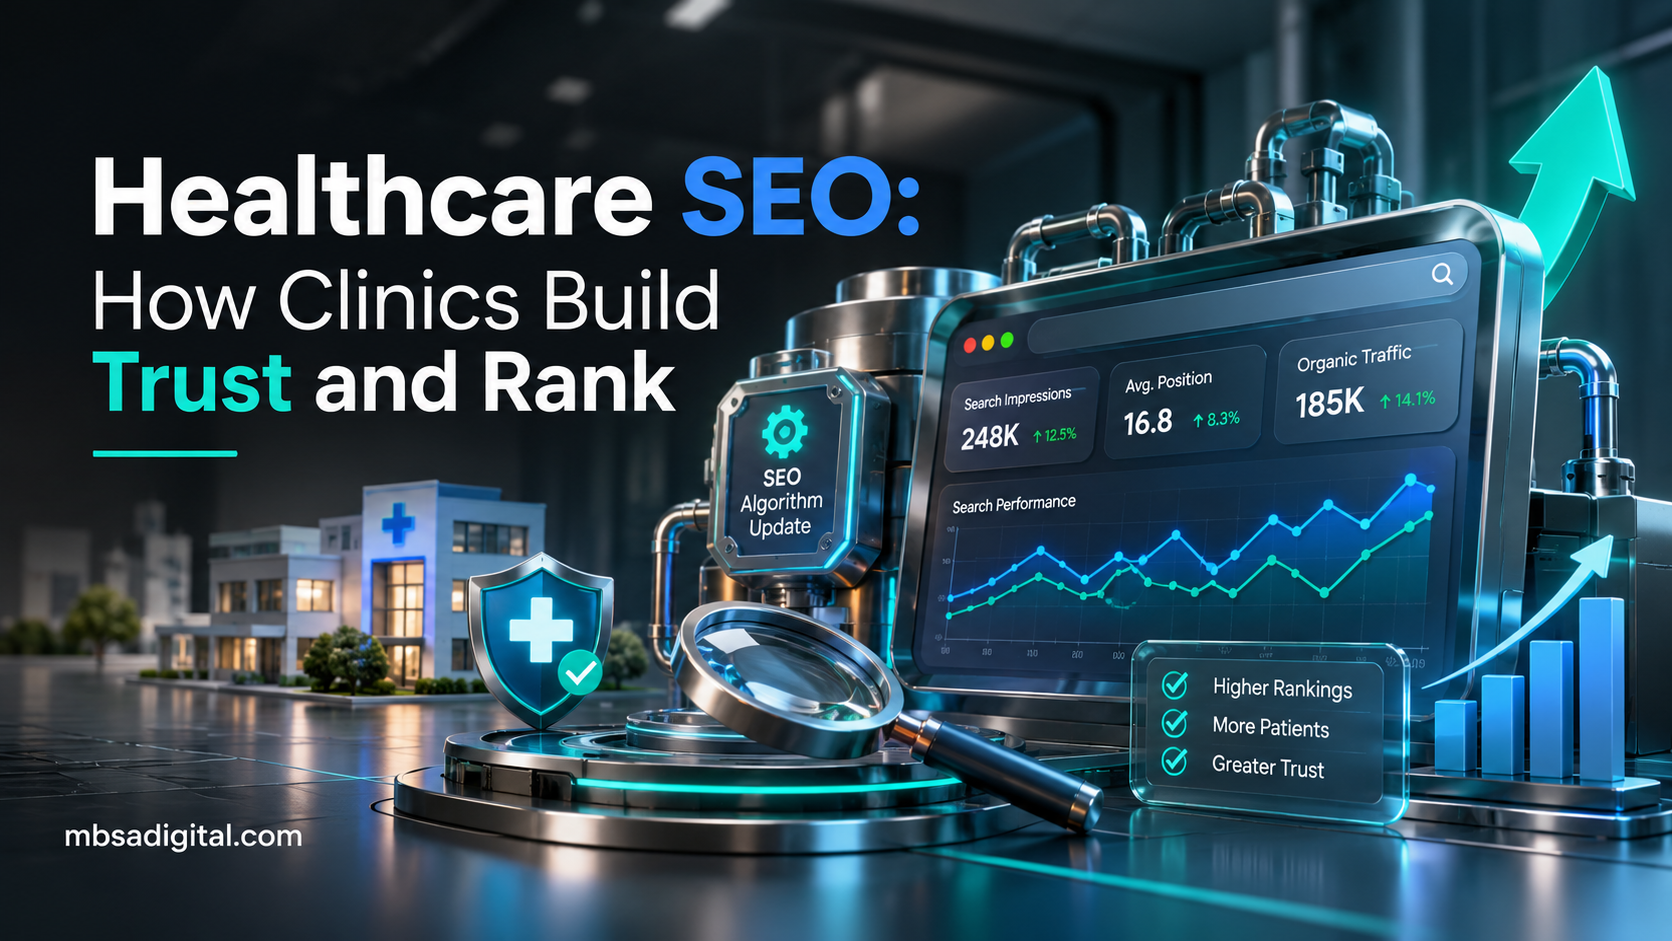 Healthcare SEO:
How Clinics Build
Trust and Rank
SEO
Algorithm
Update
Search Impressions
248K ↑ 12.5%
Avg. Position
16.8 ↑ 8.3%
Organic Traffic
185K ↑ 14.1%
Search Performance
Higher Rankings
More Patients
Greater Trust
mbsadigital.com